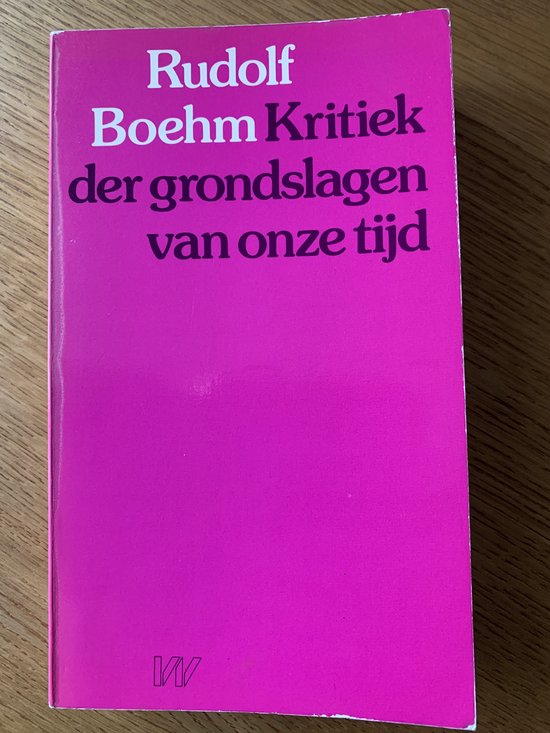 Rudolf
Boehm Kritiek
der grondslagen
van onze tijd